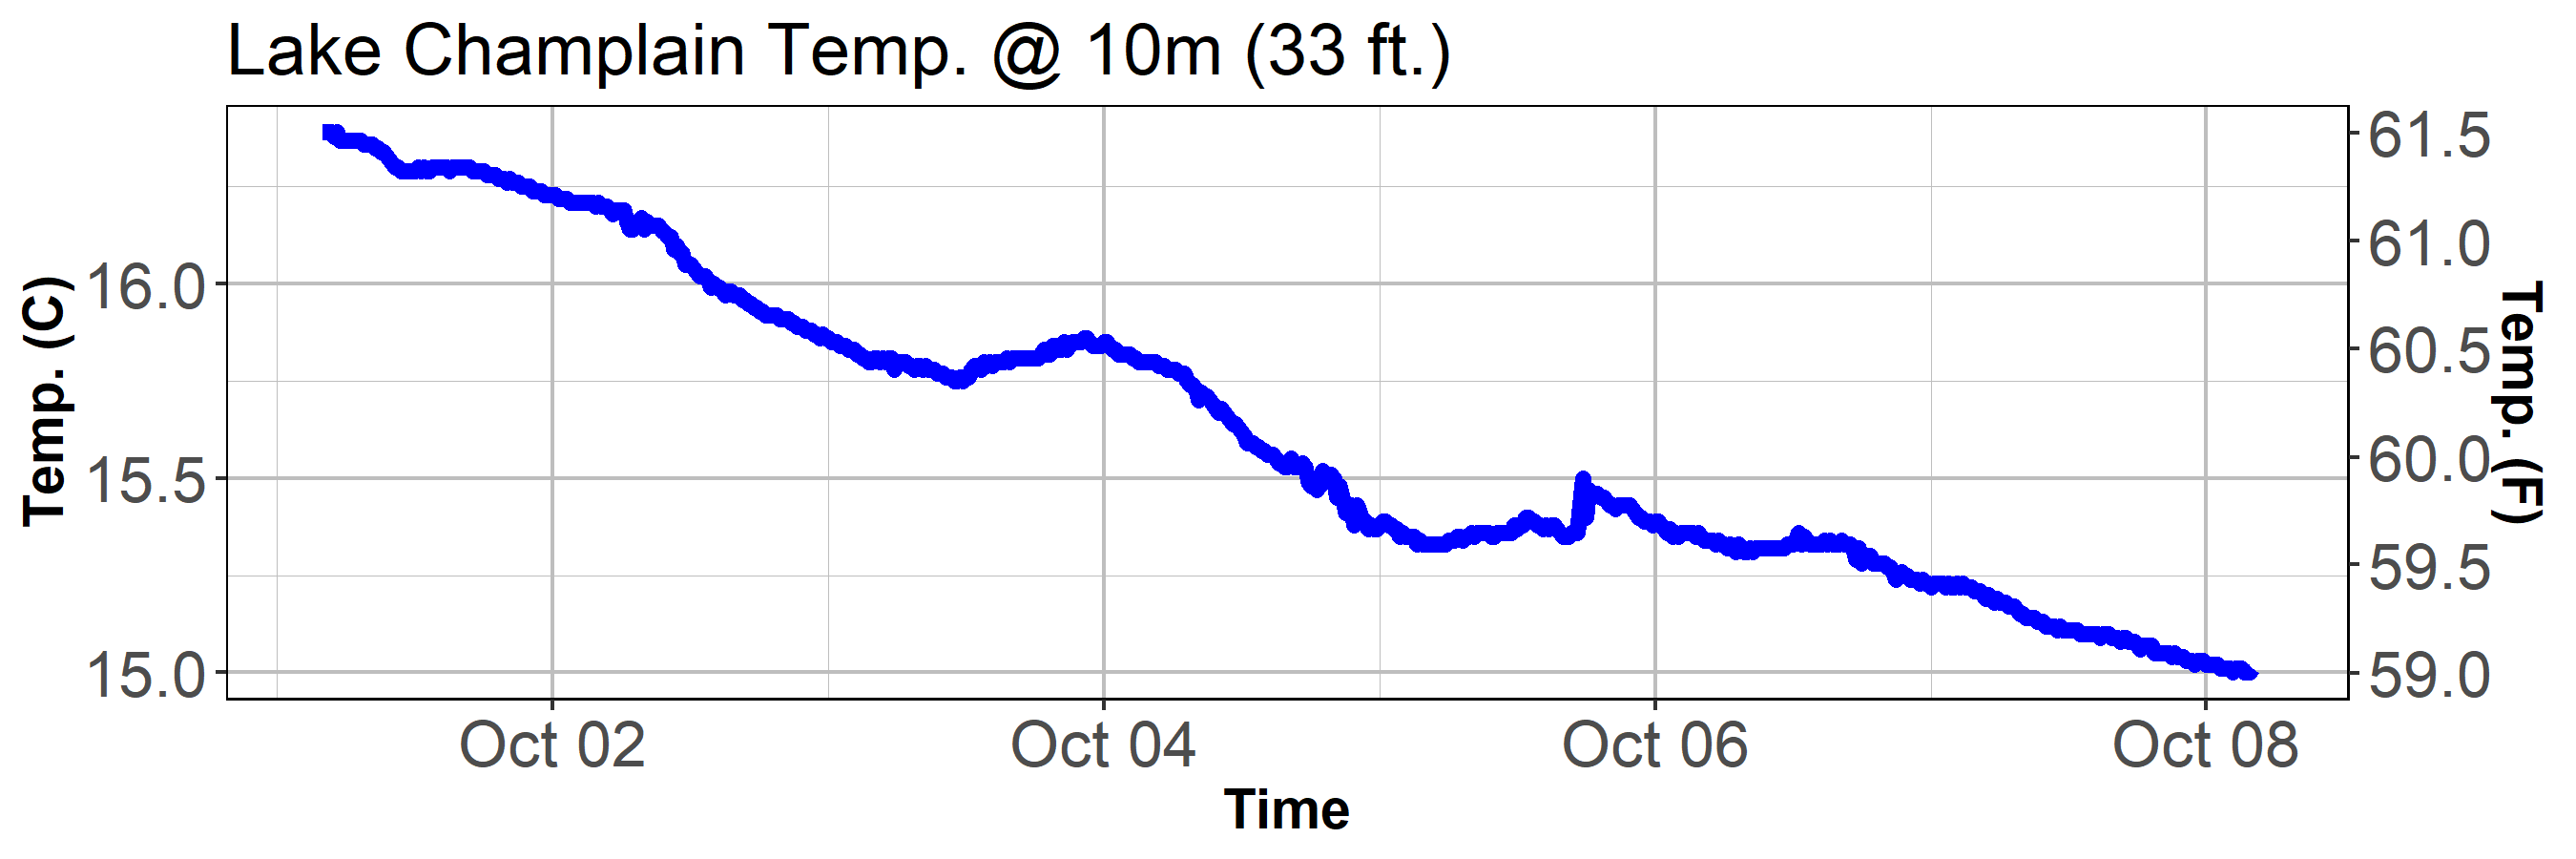 Lake Champlain Temp. @ 10m (33 ft.)
Temp. (C)
16.0
15.5
15.0
61.5
61.0
60.5
60.0
59.5
59.0
Temp. (F)
Oct 02
Oct 04
Oct 06
Oct 08
Time